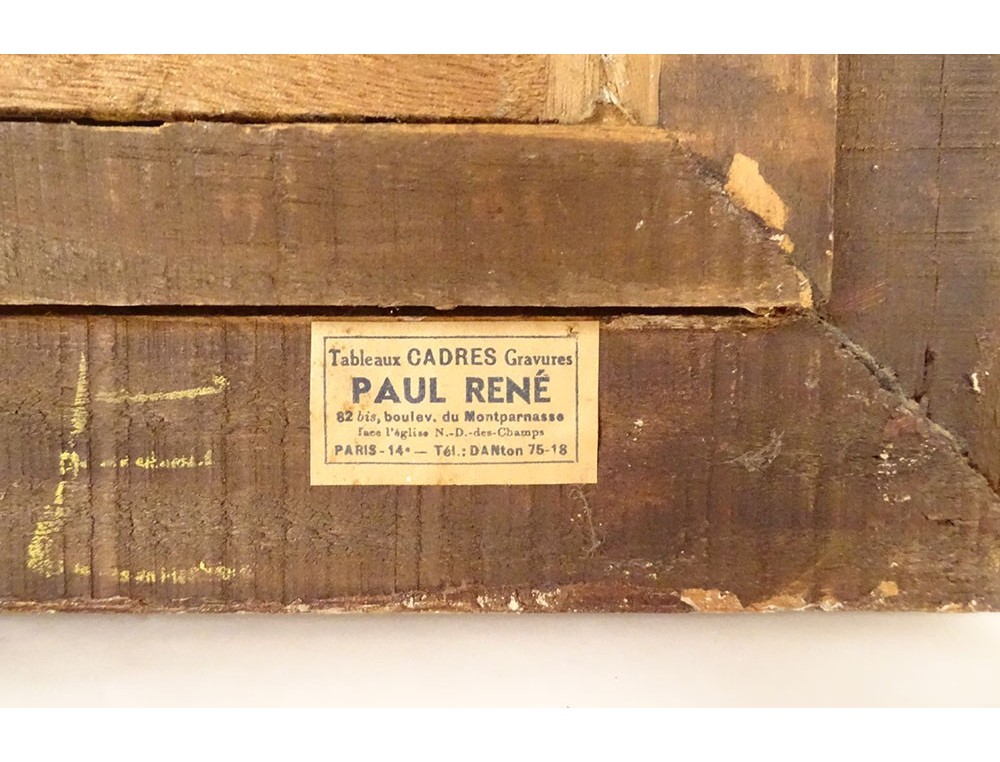 Tableaux CADRES Gravures
PAUL RENÉ
82 bis, boulev. du Montparnasse
face l'église N.-D.-des-Champs
PARIS-14e — Tél.: DANton 75-18